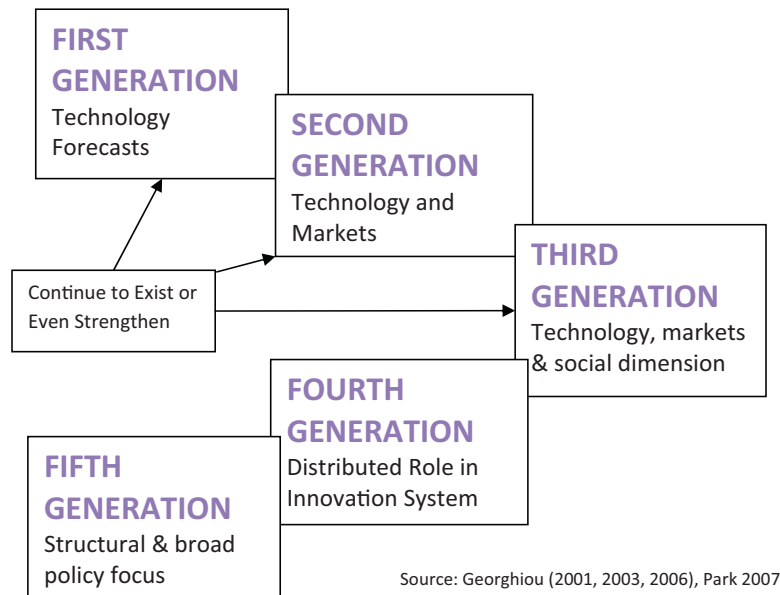 FIRST
GENERATION
Technology
Forecasts
SECOND
GENERATION
Technology and
Markets
THIRD
GENERATION
Technology, markets
& social dimension
Continue to Exist or
Even Strengthen
FOURTH
GENERATION
Distributed Role in
Innovation System
FIFTH
GENERATION
Structural & broad
policy focus
Source: Georghiou (2001, 2003, 2006), Park 2007